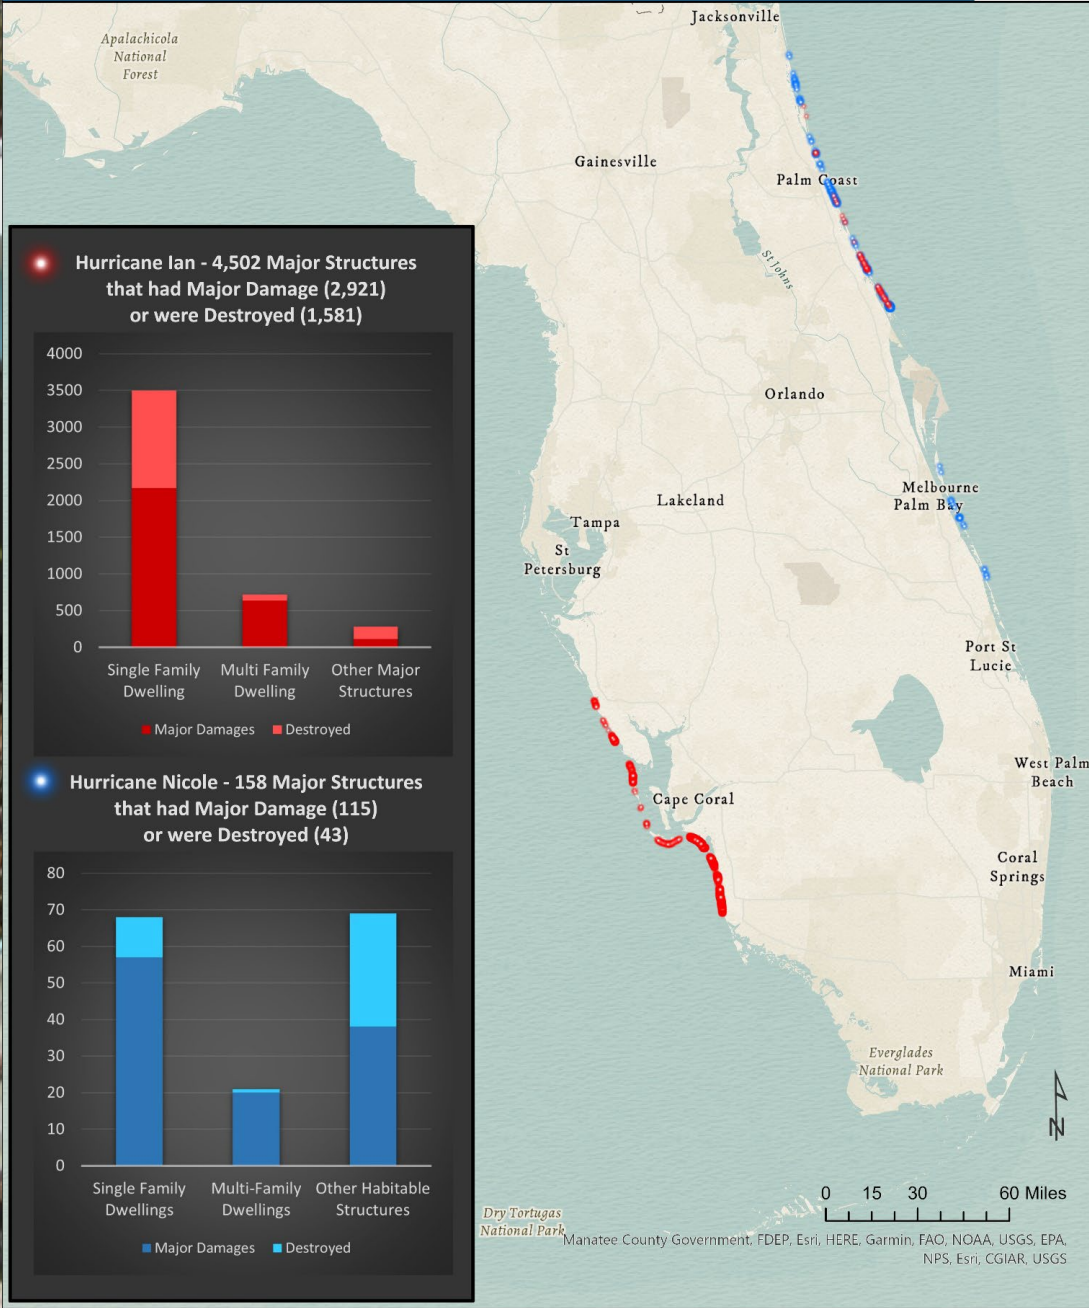 Hurricane Ian - 4,502 Major Structures
that had Major Damage (2,921)
or were Destroyed (1,581)
4000
3500
3000
2500
2000
1500
1000
500
0
Single Family
Dwelling
Multi Family
Dwelling
Other Major
Structures
Major Damages
Destroyed
Hurricane Nicole - 158 Major Structures
that had Major Damage (115)
or were Destroyed (43)
80
70
60
50
40
30
20
10
0
Single Family
Dwellings
Multi-Family
Dwellings
Other Habitable
Structures
Major Damages
Destroyed
Apalachicola
National
Forest
Jacksonville
Gainesville
Palm Coast
St Johns
Orlando
Melbourne
Palm Bay
Lakeland
Tampa
St
Petersburg
Port St
Lucie
West Palm
Beach
Cape Coral
Coral
Springs
Miami
Everglades
National Park
N
Dry Tortugas
National Park
0 15 30 60 Miles
Manatee County Government, FDEP, Esri, HERE, Garmin, FAO, NOAA, USGS, EPA,
NPS, Esri, CGIAR, USGS